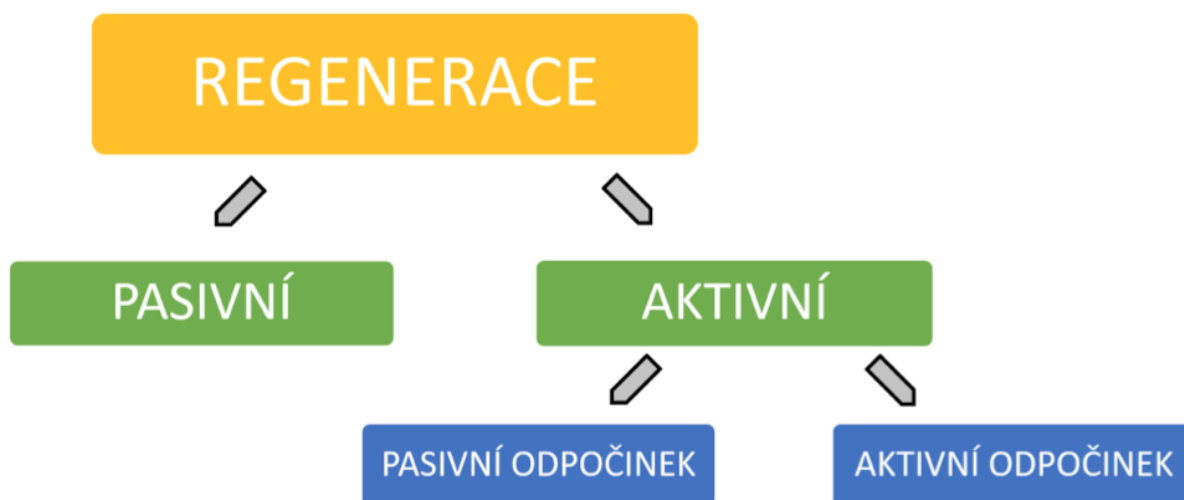 REGENERACE
PASIVNÍ
AKTIVNÍ
PASIVNÍ ODPOČINEK
AKTIVNÍ ODPOČINEK